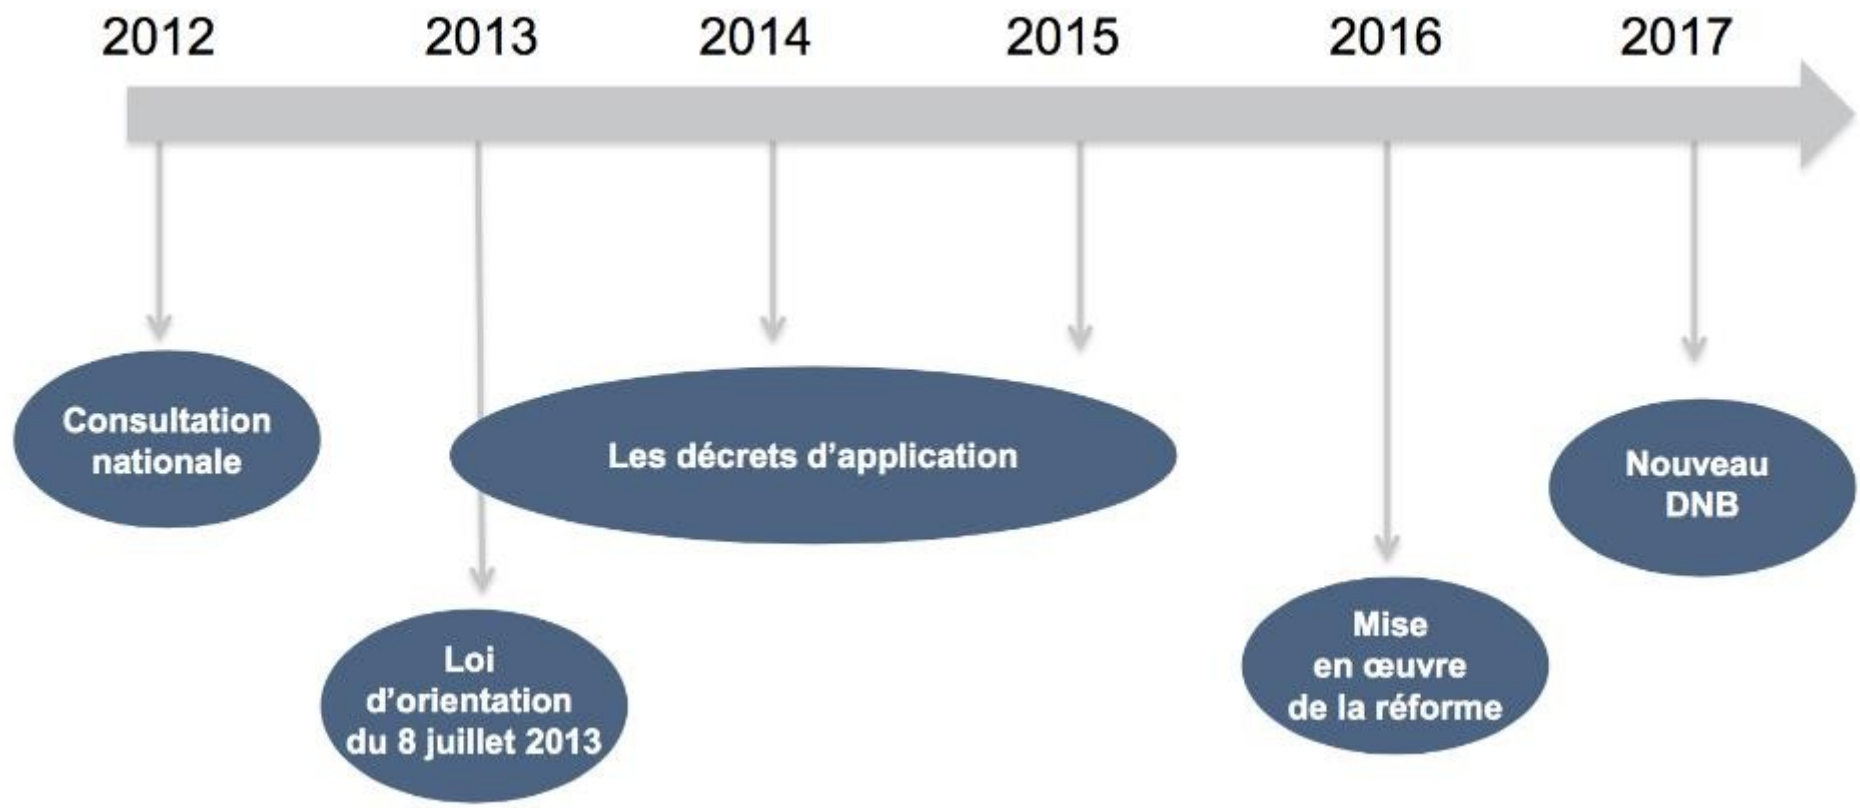 2012 2013 2014 2015 2016 2017
Consultation
nationale
Les décrets d’application
Nouveau
DNB
Loi
d’orientation
du 8 juillet 2013
Mise
en œuvre
de la réforme